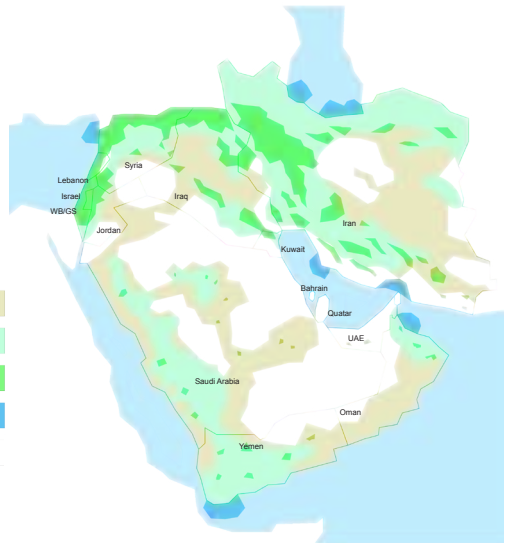 Syria
Lebanon
Israel
WB/GS
Iraq
Jordan
Iran
Kuwait
Bahrain
Quatar
UAE
Saudi Arabia
Oman
Yemen